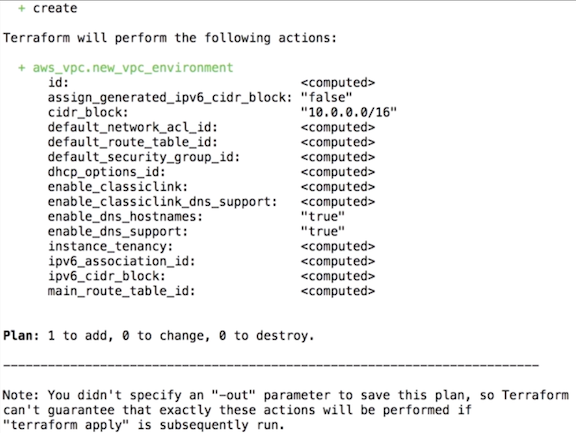 + create
Terraform will perform the following actions:
+ aws_vpc.new_vpc_environment
id: <computed>
assign_generated_ipv6_cidr_block: "false"
cidr_block: "10.0.0.0/16"
default_network_acl_id: <computed>
default_route_table_id: <computed>
default_security_group_id: <computed>
dhcp_options_id: <computed>
enable_classiclink: <computed>
enable_classiclink_dns_support: <computed>
enable_dns_hostnames: "true"
enable_dns_support: "true"
instance_tenancy: <computed>
ipv6_association_id: <computed>
ipv6_cidr_block: <computed>
main_route_table_id: <computed>
Plan: 1 to add, 0 to change, 0 to destroy.
------------------------------------------------------------------------
Note: You didn't specify an "-out" parameter to save this plan, so Terraform
can't guarantee that exactly these actions will be performed if
"terraform apply" is subsequently run.